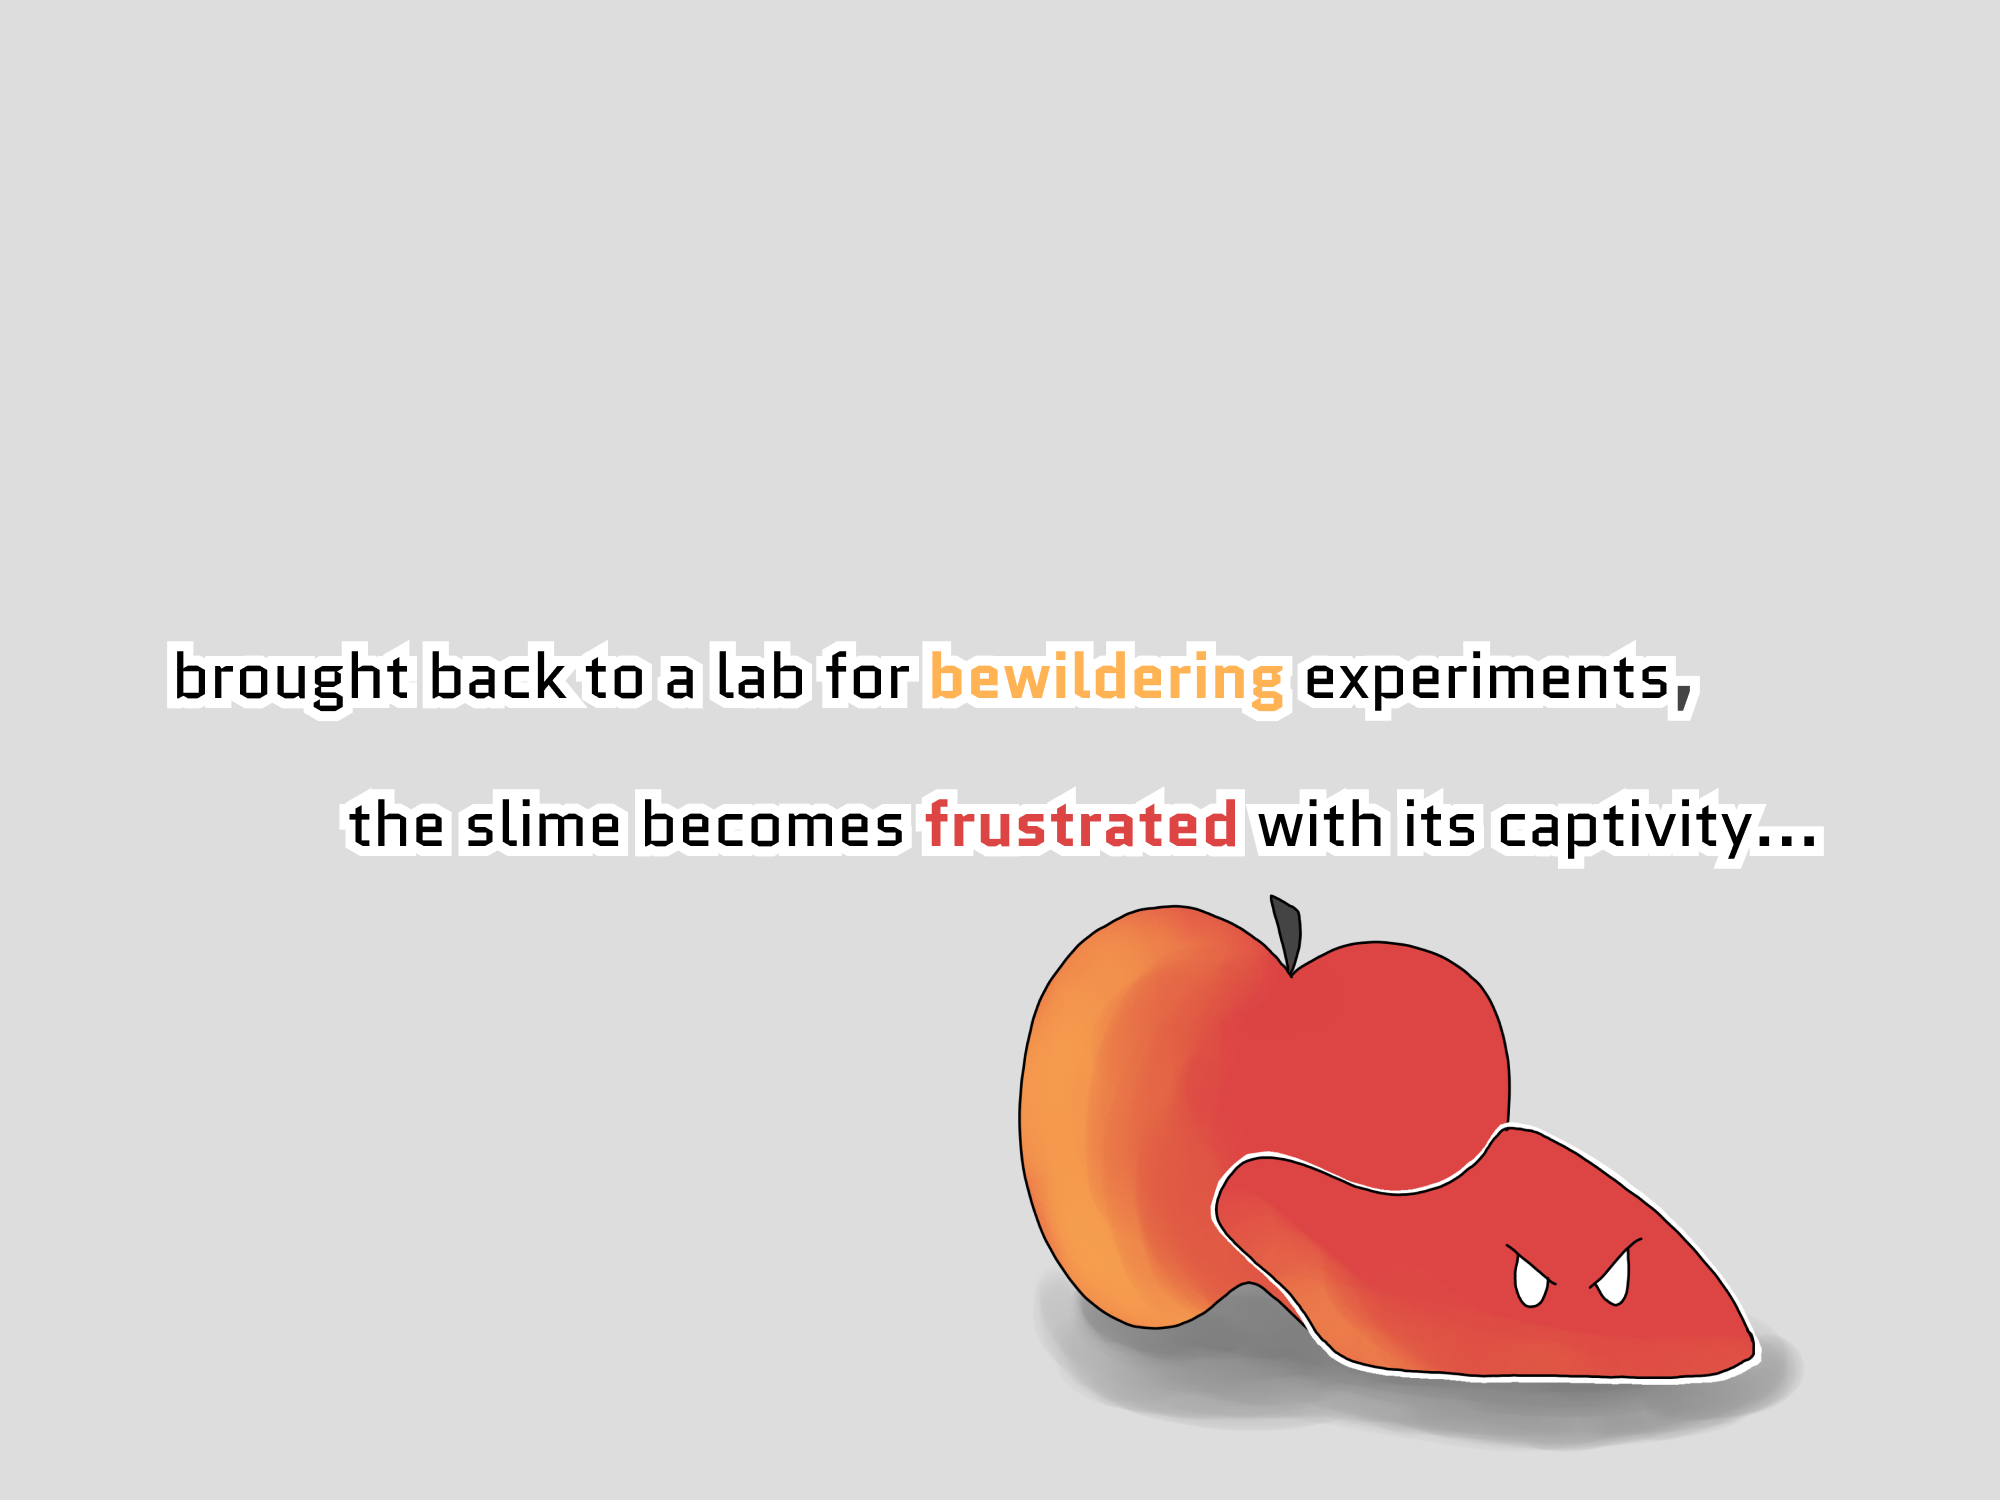 brought back to a lab for bewildering experiments,
the slime becomes frustrated with its captivity...